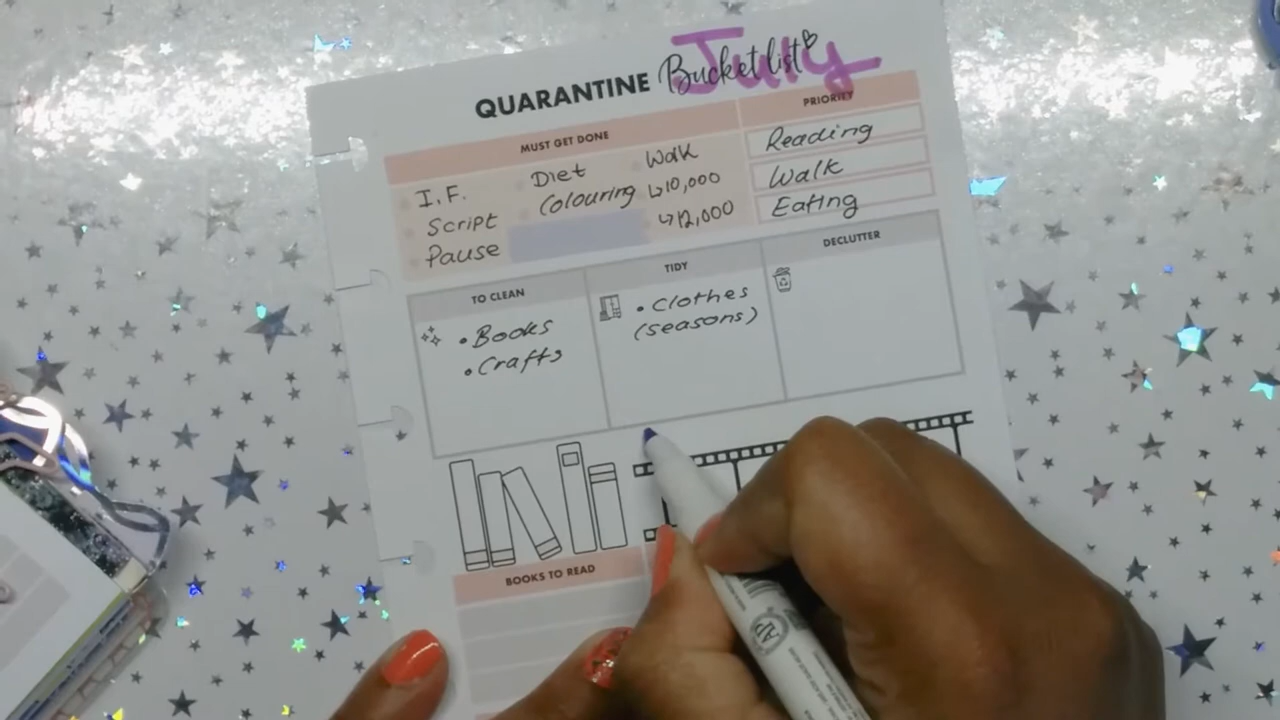 QUARANTINE Bucket list
July
MUST GET DONE
I.F.
Script
Pause
Diet
Colouring
Walk
↳10,000
↳12,000
PRIORITY
Reading
Walk
Eating
TO CLEAN
• Books
• Crafts
TIDY
• Clothes
(seasons)
DECLUTTER
BOOKS TO READ
AP